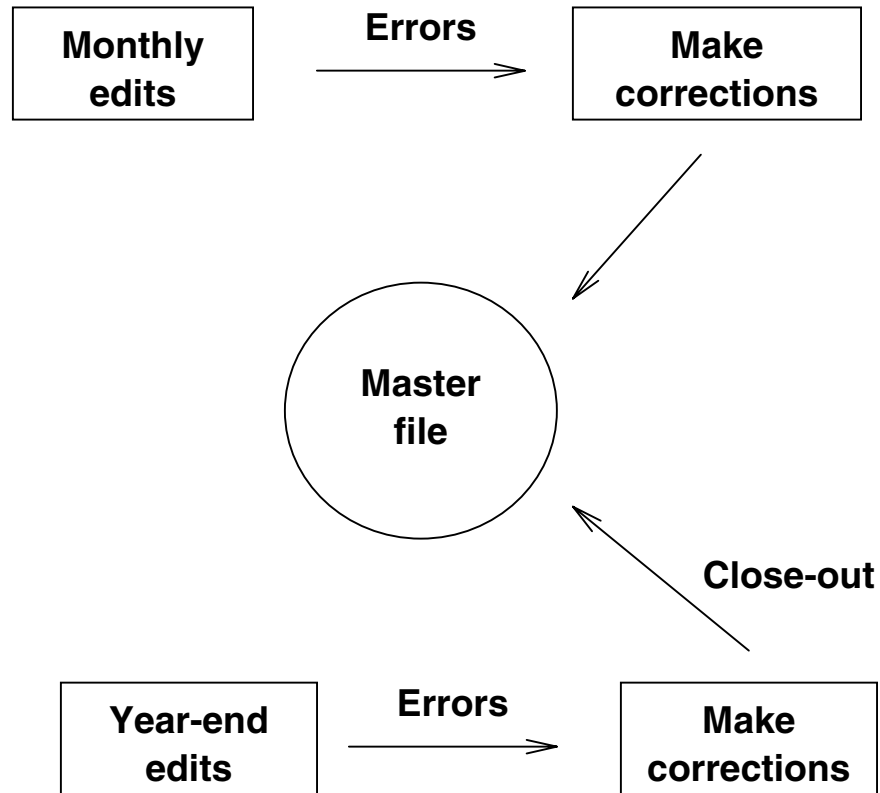 Monthly
edits
Errors
Make
corrections
Master
file
Close-out
Year-end
edits
Errors
Make
corrections